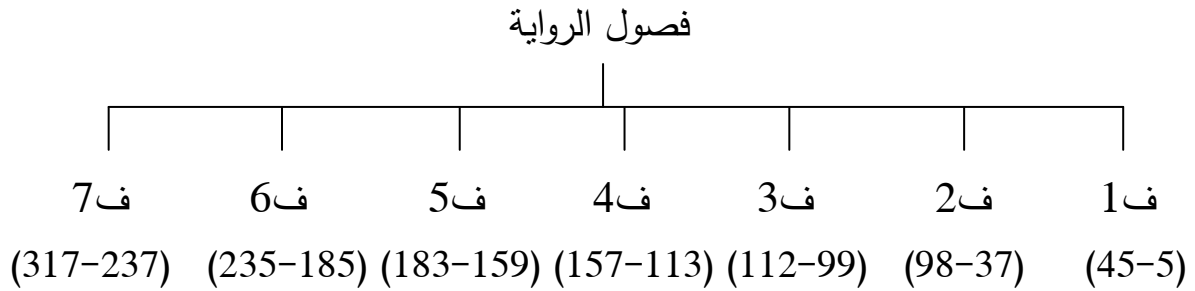 فصول الرواية
ف1 ف2 ف3 ف4 ف5 ف6 ف7
(5-45) (37-98) (99-112) (113-157) (159-183) (185-235) (237-317)